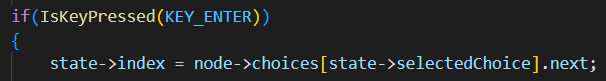 if(IsKeyPressed(KEY_ENTER))
{
    state->index = node->choices[state->selectedChoice].next;